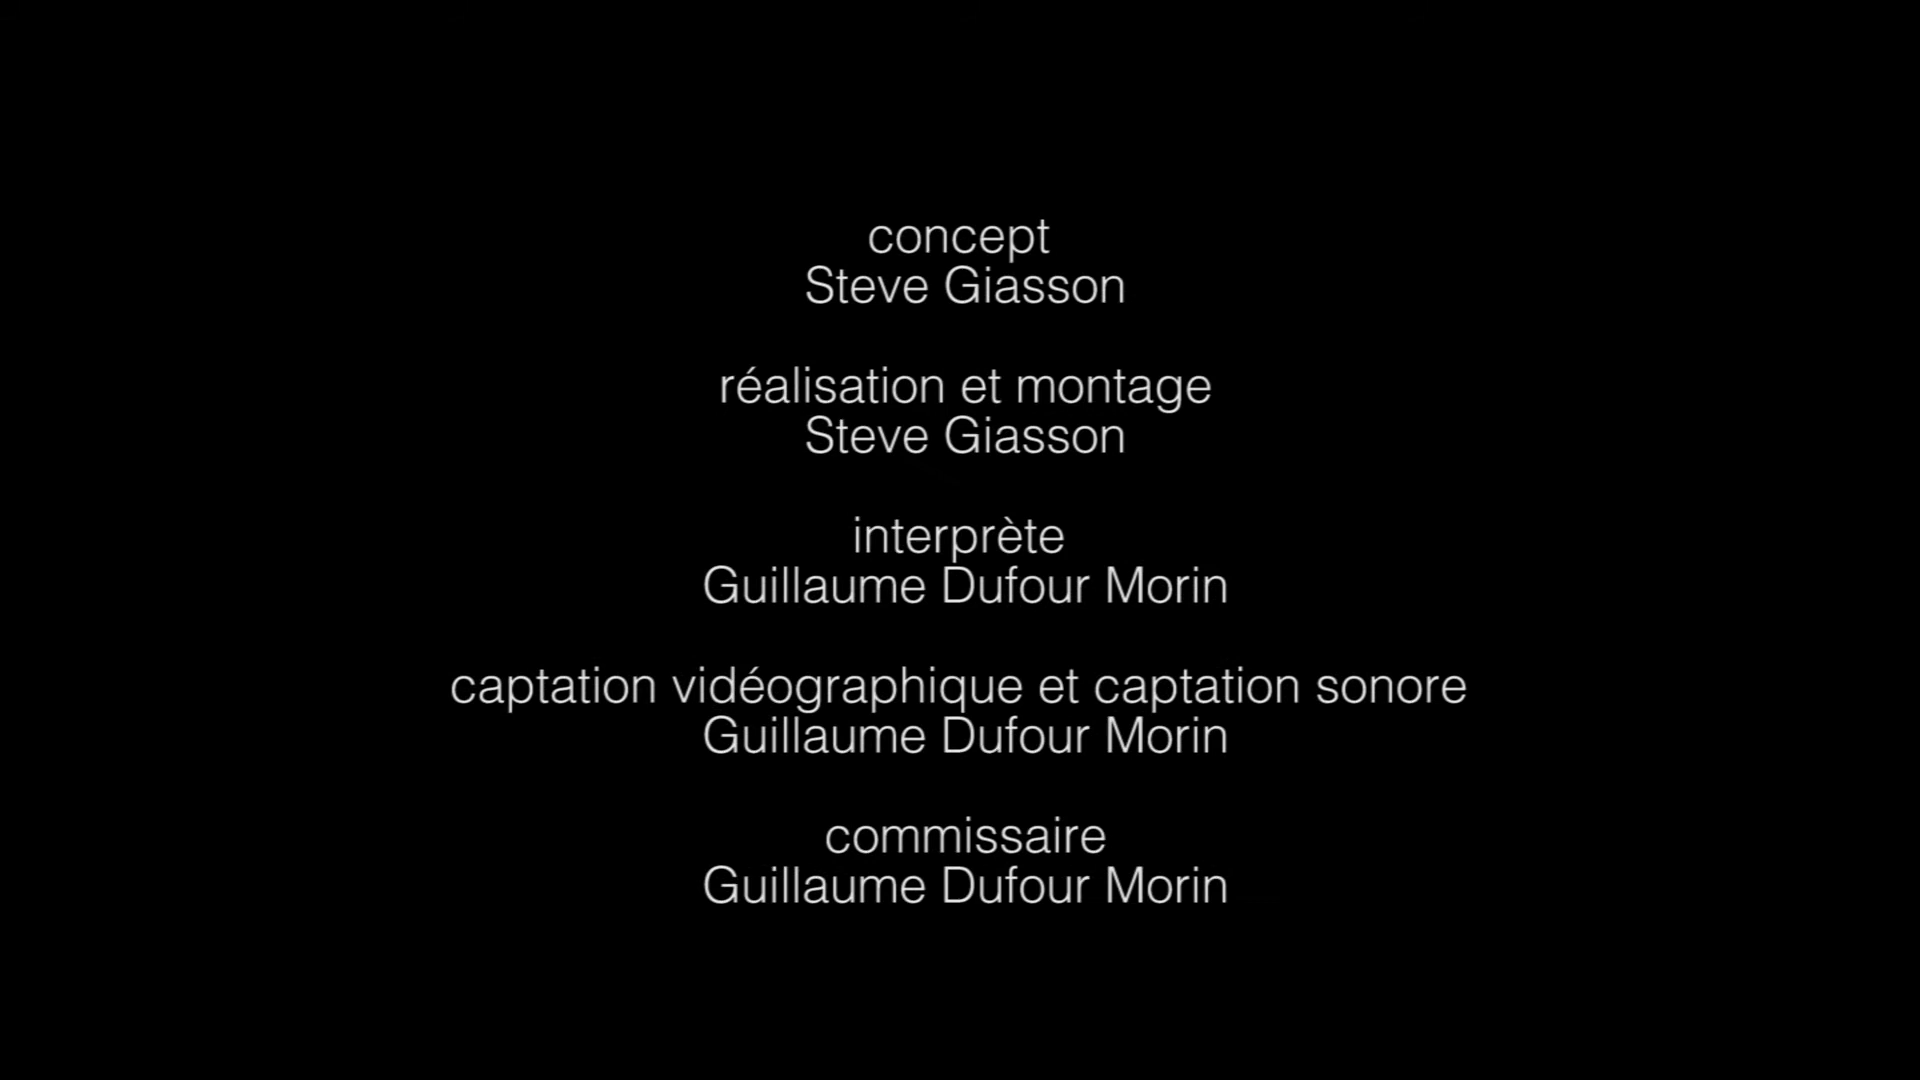 concept
Steve Giasson
réalisation et montage
Steve Giasson
interprète
Guillaume Dufour Morin
captation vidéographique et captation sonore
Guillaume Dufour Morin
commissaire
Guillaume Dufour Morin